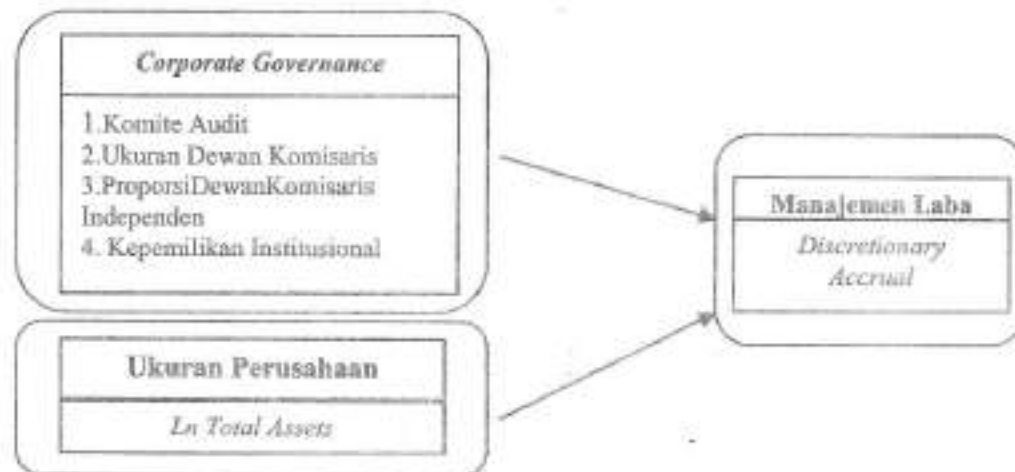 Corporate Governance
1.Komite Audit
2.Ukuran Dewan Komisaris
3.ProporsiDewanKomisaris
Independen
4. Kepemilikan Institusional
Manajemen Laba
Discretionary
Accrual
Ukuran Perusahaan
Ln Total Assets